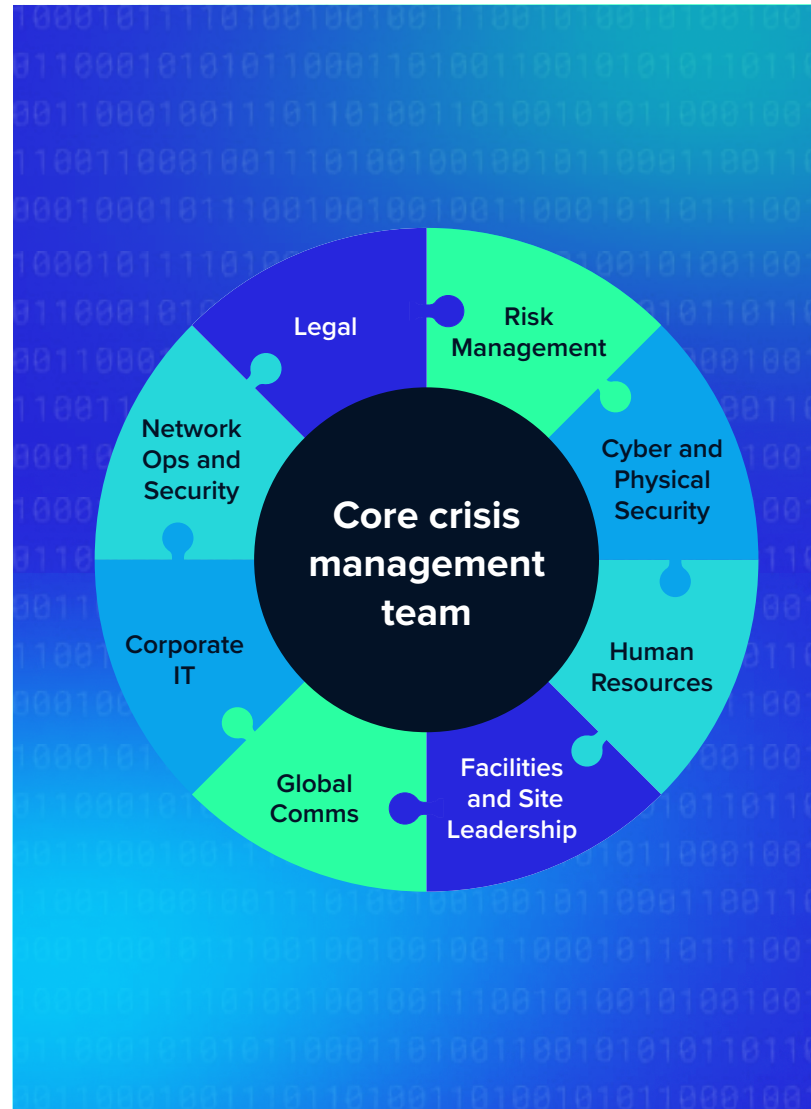 Core crisis
management
team
Risk
Management
Cyber and
Physical
Security
Human
Resources
Facilities
and Site
Leadership
Global
Comms
Corporate
IT
Network
Ops and
Security
Legal